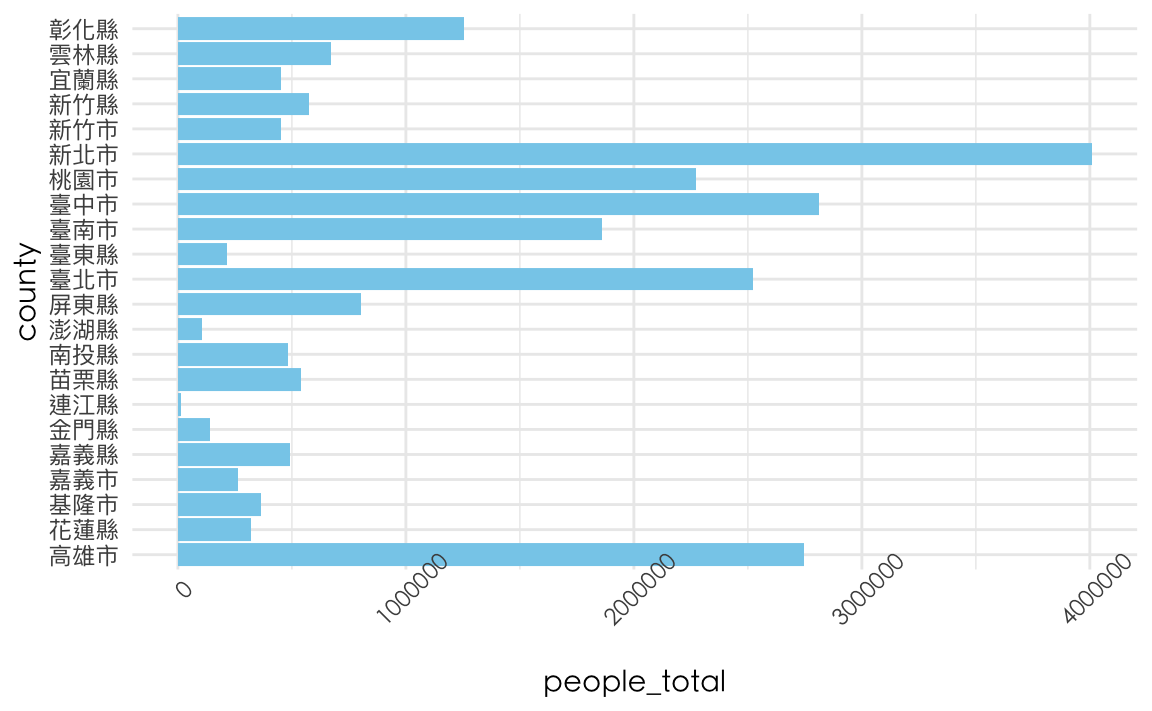 彰化縣
雲林縣
宜蘭縣
新竹縣
新竹市
新北市
桃園市
臺中市
臺南市
臺東縣
臺北市
屏東縣
澎湖縣
南投縣
苗栗縣
連江縣
金門縣
嘉義縣
嘉義市
基隆市
花蓮縣
高雄市
county
0
1000000
2000000
3000000
4000000
people_total